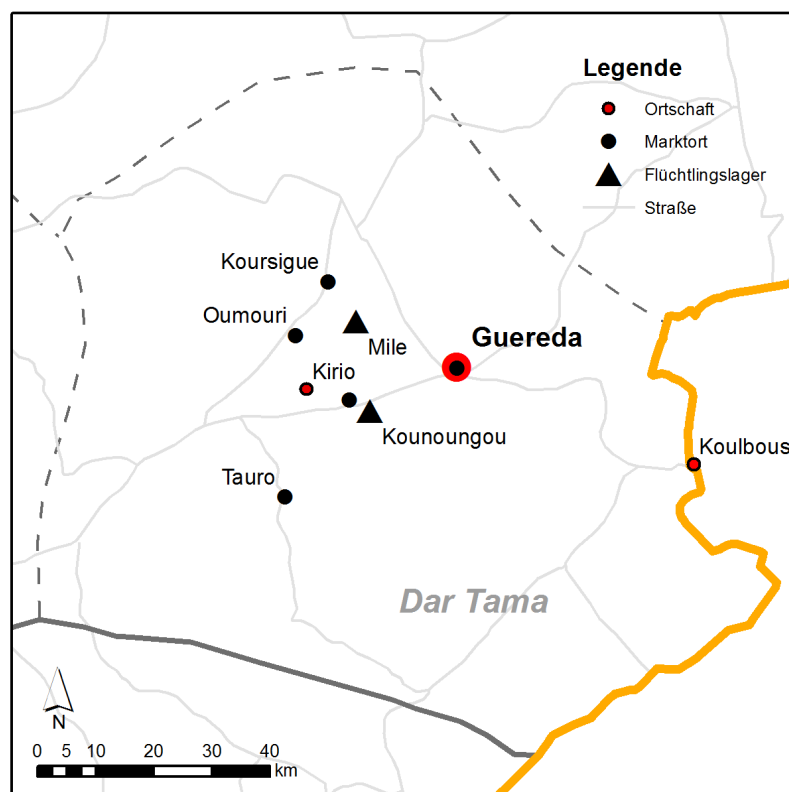 Legende
Ortschaft
Marktort
Flüchtlingslager
Straße
Koursigue
Oumouri
Mile
Guereda
Kirio
Kounoungou
Koulbous
Tauro
Dar Tama
N
0 5 10 20 30 40
km